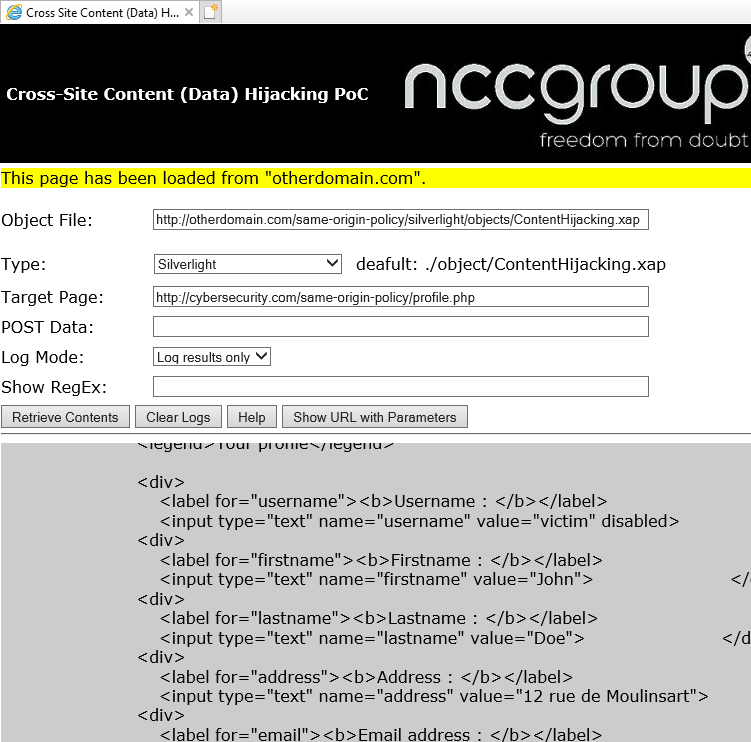 Cross Site Content (Data) H...
Cross-Site Content (Data) Hijacking PoC
nccgroup
freedom from doubt
This page has been loaded from "otherdomain.com".
Object File: http://otherdomain.com/same-origin-policy/silverlight/objects/ContentHijacking.xap
Type: Silverlight deafult: ./object/ContentHijacking.xap
Target Page: http://cybersecurity.com/same-origin-policy/profile.php
POST Data:
Log Mode: Log results only
Show RegEx:
Retrieve Contents Clear Logs Help Show URL with Parameters
<legend>Your profile</legend>
<div>
<label for="username"><b>Username : </b></label>
<input type="text" name="username" value="victim" disabled>
<div>
<label for="firstname"><b>Firstname : </b></label>
<input type="text" name="firstname" value="John"> </
<div>
<label for="lastname"><b>Lastname : </b></label>
<input type="text" name="lastname" value="Doe"> </d
<div>
<label for="address"><b>Address : </b></label>
<input type="text" name="address" value="12 rue de Moulinsart">
<div>
<label for="email"><b>Email address : </b></label>